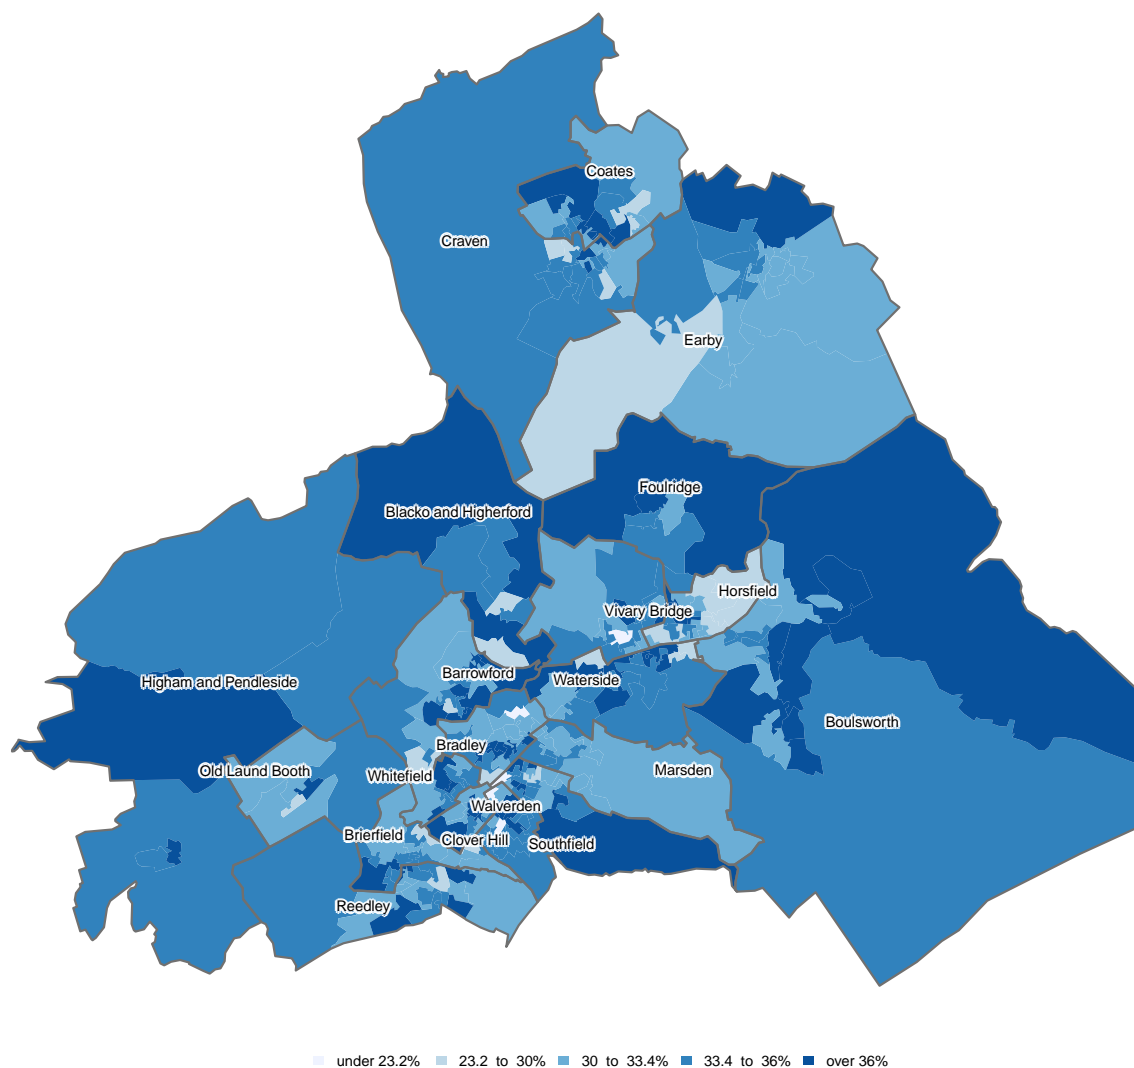 Coates
Craven
Earby
Foulridge
Blacko and Higherford
Horsfield
Vivary Bridge
Barrowford
Waterside
Higham and Pendleside
Boulsworth
Bradley
Old Laund Booth
Whitefield
Marsden
Walverden
Brierfield
Clover Hill
Southfield
Reedley
under 23.2% 23.2 to 30% 30 to 33.4% 33.4 to 36% over 36%